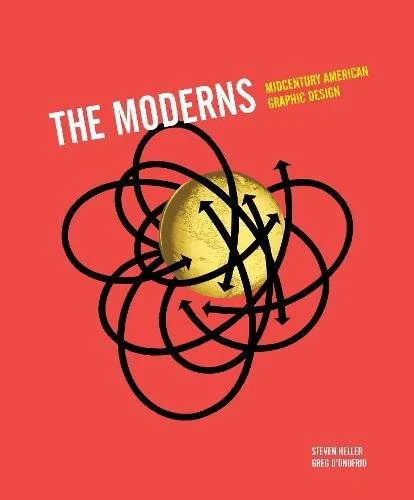 THE MODERNS
MIDCENTURY AMERICAN
GRAPHIC DESIGN
STEVEN HELLER
GREG D'ONOFRIO